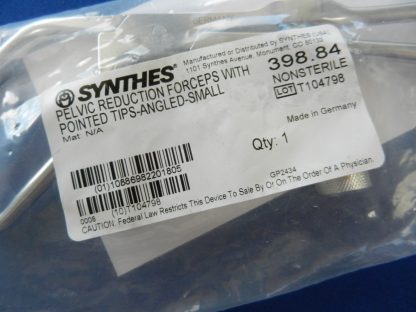 GERMANY
SYNTHES®
Manufactured or Distributed by SYNTHES (USA)
1101 Synthes Avenue, Monument, CO 80132
398.84
NONSTERILE
LOT T104798
PELVIC REDUCTION FORCEPS WITH
POINTED TIPS-ANGLED-SMALL
Mat: N/A
Made in Germany
Qty: 1
(01)10886982201805
(10)T104798
0008
GP2434
CAUTION: Federal Law Restricts This Device To Sale By Or On The Order Of A Physician.